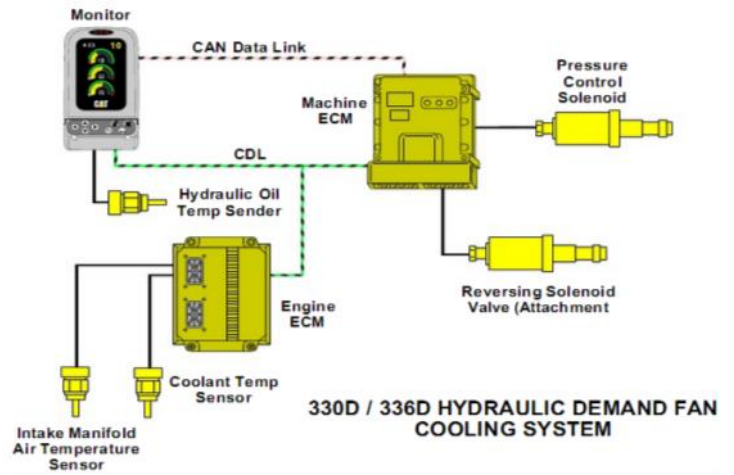 Monitor
CAN Data Link
CAT
Machine
ECM
Pressure
Control
Solenoid
CDL
Hydraulic Oil
Temp Sender
Engine
ECM
Reversing Solenoid
Valve (Attachment
Coolant Temp
Sensor
Intake Manifold
Air Temperature
Sensor
330D / 336D HYDRAULIC DEMAND FAN
COOLING SYSTEM